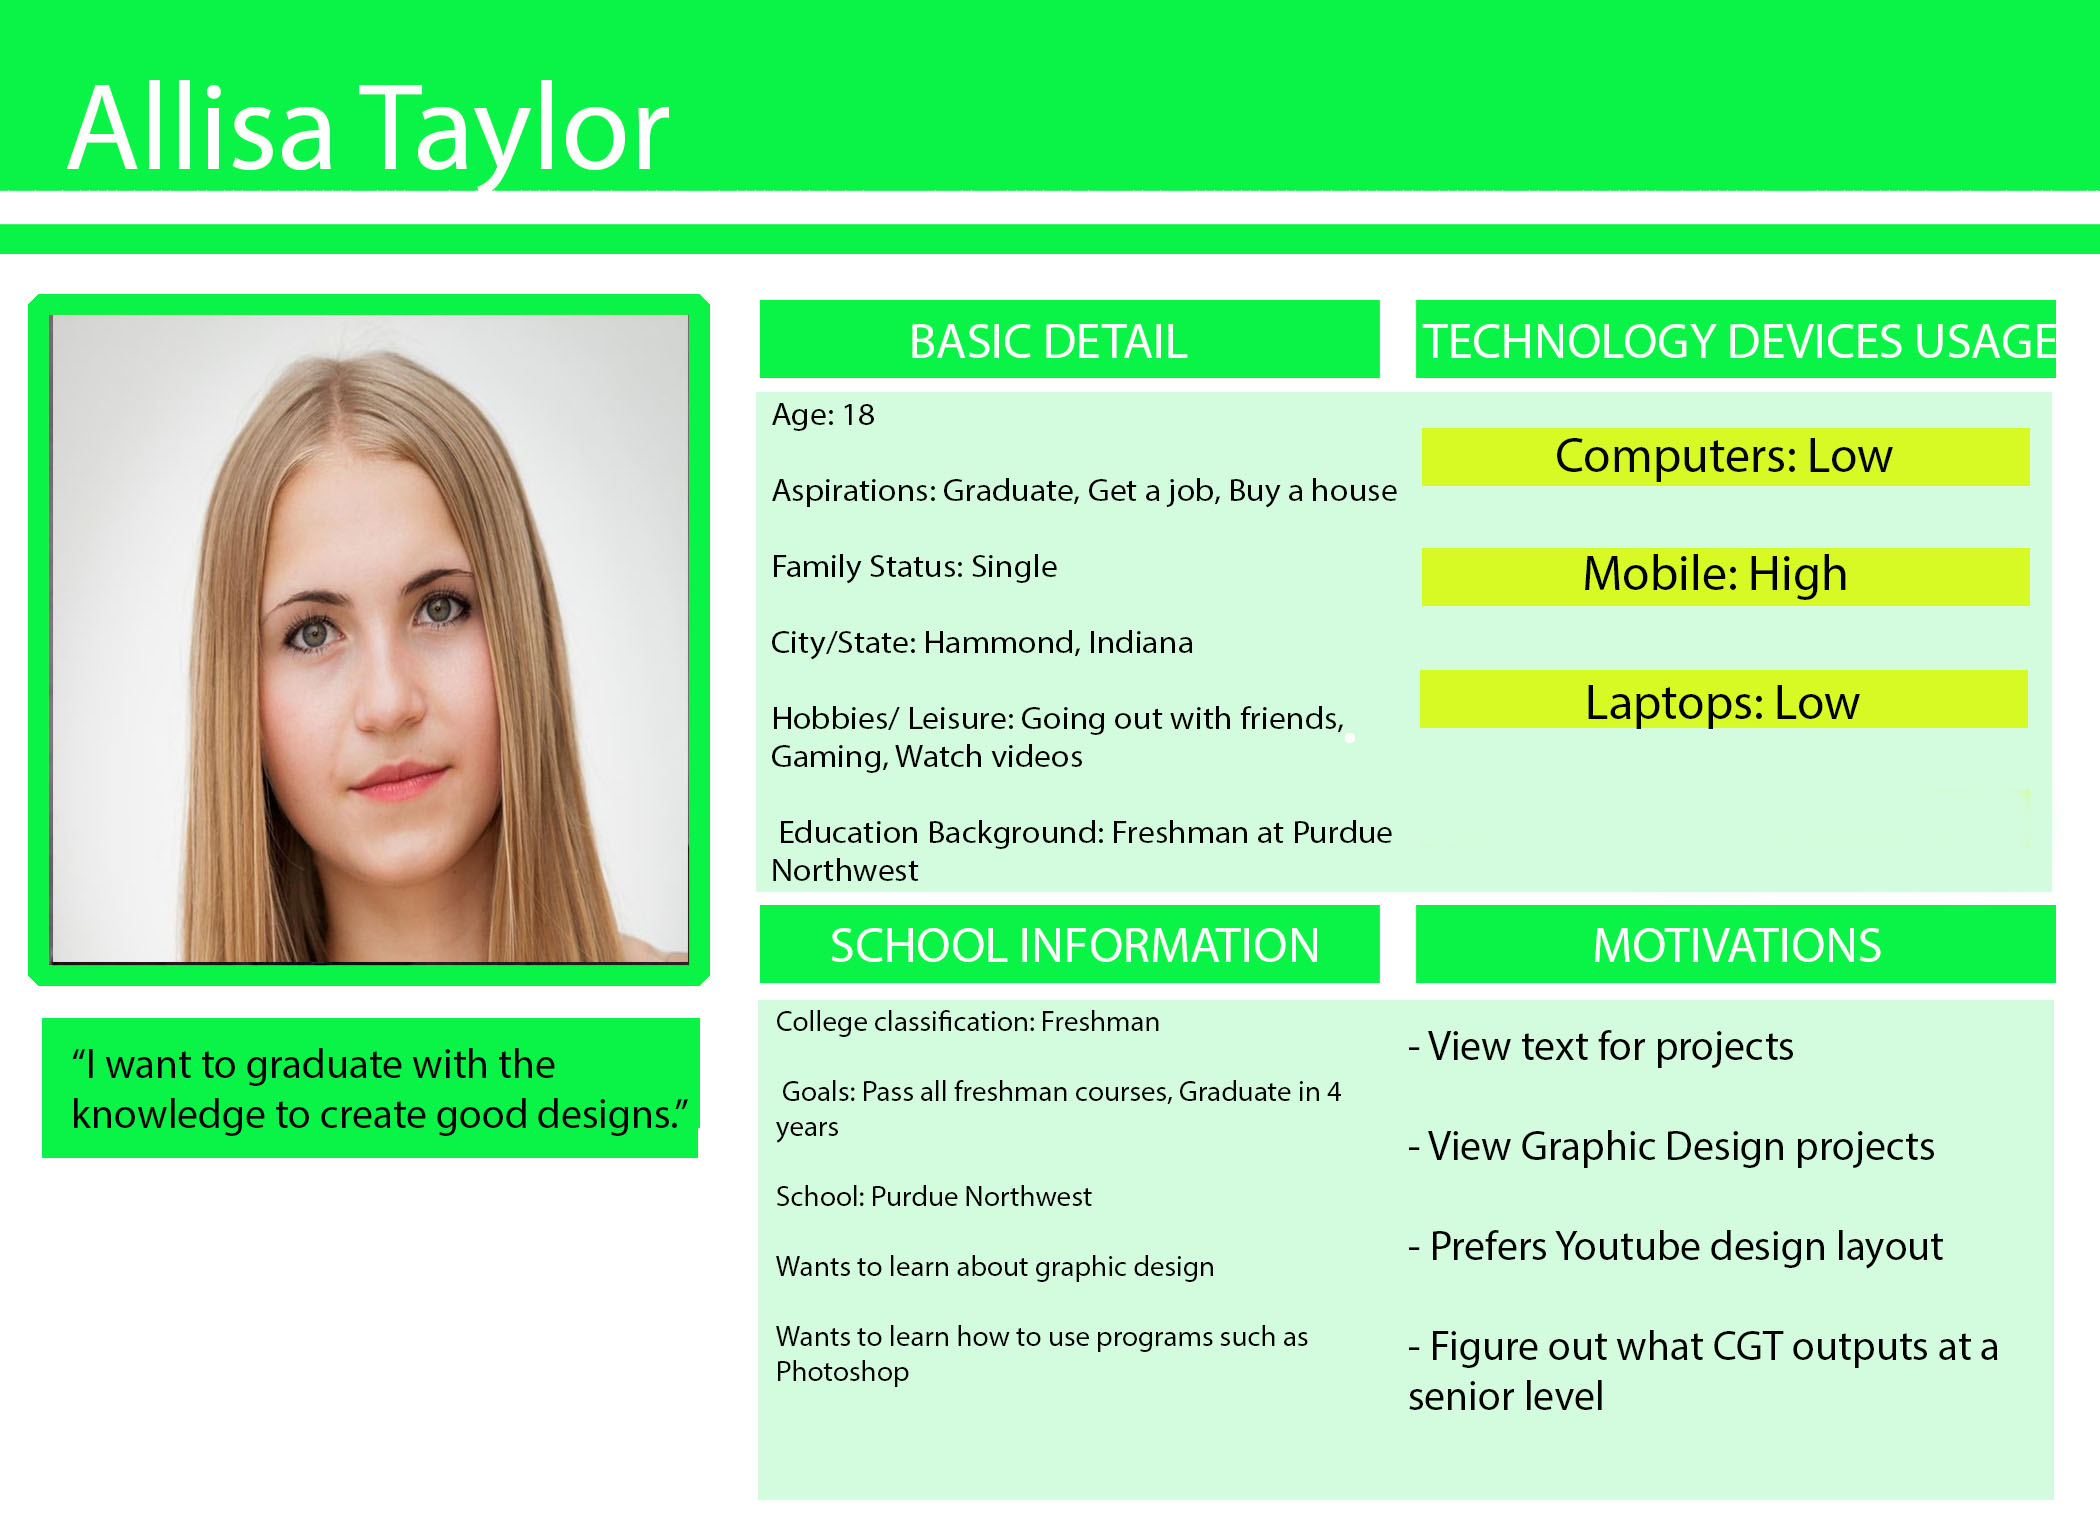 Allisa Taylor
“I want to graduate with the
knowledge to create good designs.”
BASIC DETAIL
Age: 18
Aspirations: Graduate, Get a job, Buy a house
Family Status: Single
City/State: Hammond, Indiana
Hobbies/ Leisure: Going out with friends,
Gaming, Watch videos
Education Background: Freshman at Purdue
Northwest
TECHNOLOGY DEVICES USAGE
Computers: Low
Mobile: High
Laptops: Low
SCHOOL INFORMATION
College classification: Freshman
Goals: Pass all freshman courses, Graduate in 4
years
School: Purdue Northwest
Wants to learn about graphic design
Wants to learn how to use programs such as
Photoshop
MOTIVATIONS
- View text for projects
- View Graphic Design projects
- Prefers Youtube design layout
- Figure out what CGT outputs at a
senior level